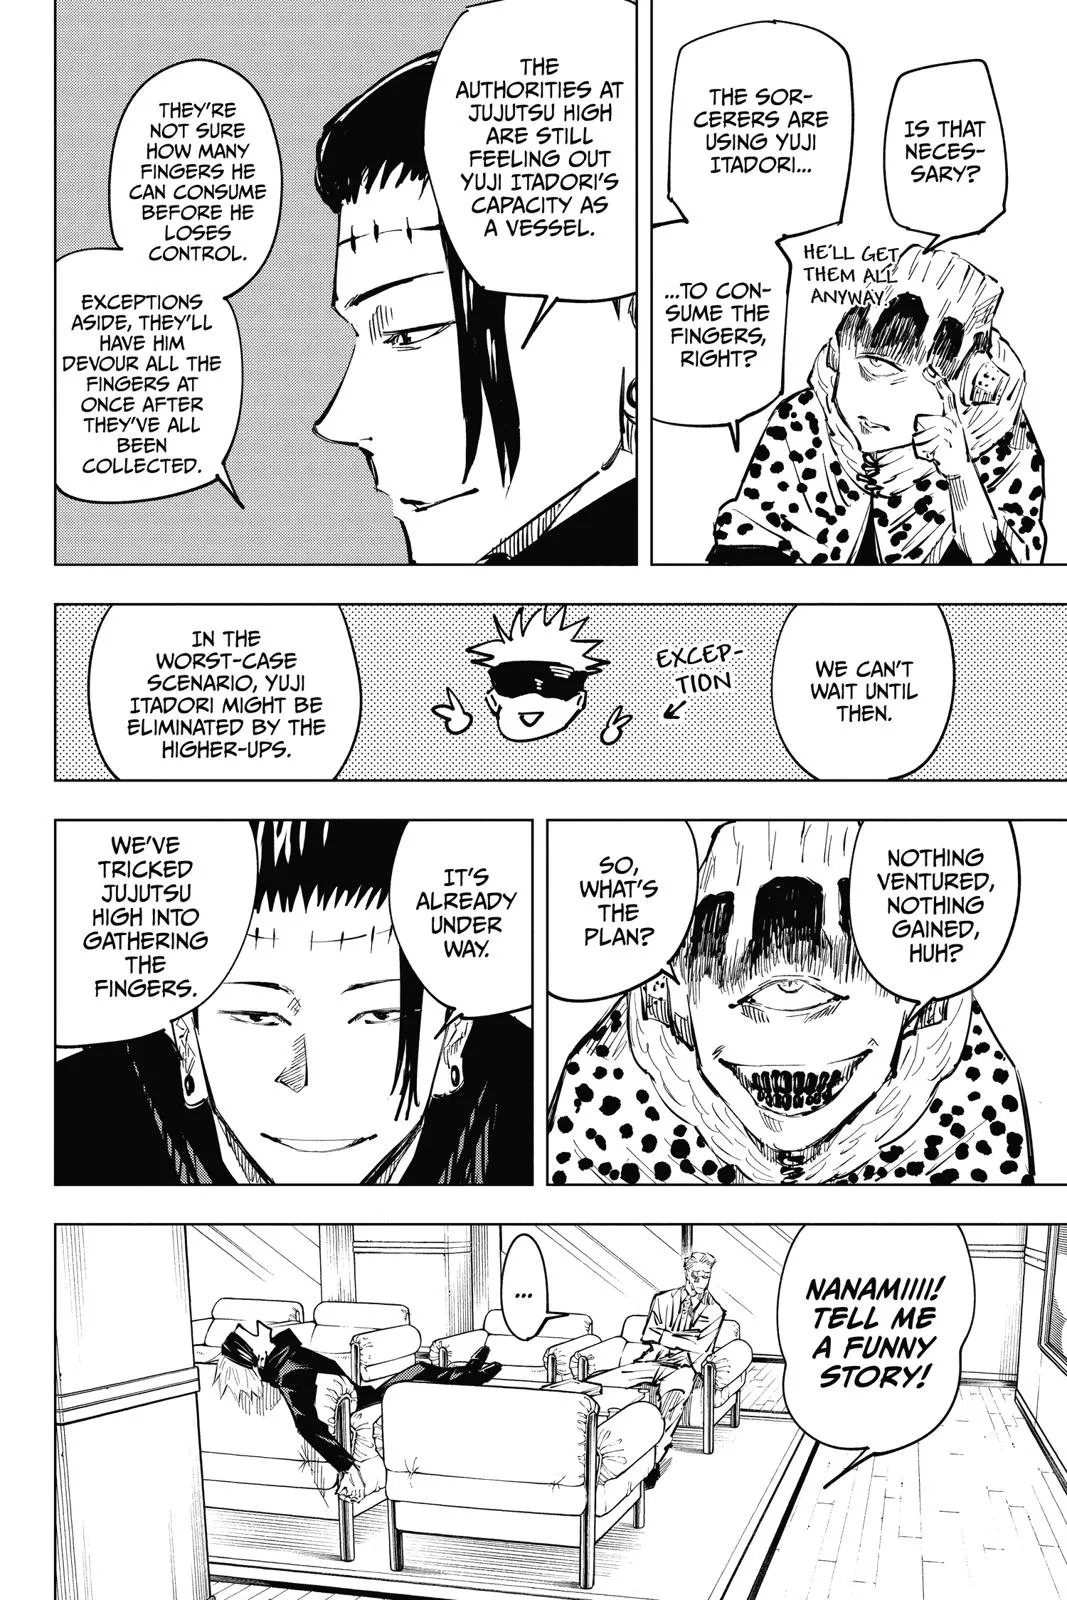 IS THAT
NECES-
SARY?
HE'LL GET
THEM ALL
ANYWAY?
THE SOR-
CERERS ARE
USING YUJI
ITADORI...
...TO CON-
SUME THE
FINGERS,
RIGHT?
THE
AUTHORITIES AT
JUJUTSU HIGH
ARE STILL
FEELING OUT
YUJI ITADORI'S
CAPACITY AS
A VESSEL.
THEY'RE
NOT SURE
HOW MANY
FINGERS HE
CAN CONSUME
BEFORE HE
LOSES
CONTROL.
EXCEPTIONS
ASIDE, THEY'LL
HAVE HIM
DEVOUR ALL THE
FINGERS AT
ONCE AFTER
THEY'VE ALL
BEEN
COLLECTED.
WE CAN'T
WAIT UNTIL
THEN.
EXCEP-
TION
IN THE
WORST-CASE
SCENARIO, YUJI
ITADORI MIGHT BE
ELIMINATED BY THE
HIGHER-UPS.
NOTHING
VENTURED,
NOTHING
GAINED,
HUH?
SO,
WHAT'S
THE
PLAN?
IT'S
ALREADY
UNDER
WAY.
WE'VE
TRICKED
JUJUTSU
HIGH INTO
GATHERING
THE
FINGERS.
NANAMIIII!
TELL ME
A FUNNY
STORY!
...